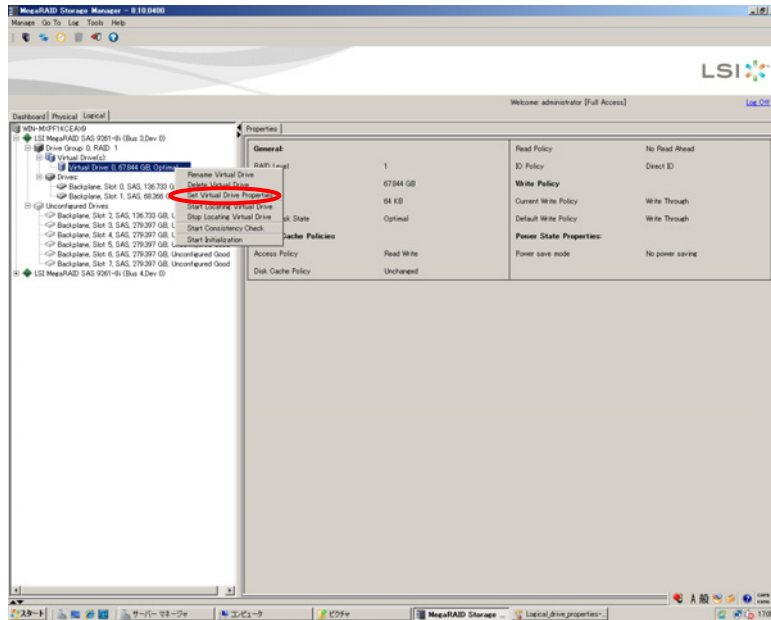 MegaRAID Storage Manager - 8.10.0400
Manage Go To Log Tools Help
LSI
Welcome administrator [Full Access]
Log Off
Dashboard Physical Logical
LSI MegaRAID SAS 9261-8i (Bus 3,Dev 0)
Drive Group 0, RAID 1
Virtual Drive(s)
Virtual Drive: 0, 67.844 GB, Optimal
Drives
Backplane, Slot: 0, SAS, 136.733 G
Backplane, Slot: 1, SAS, 68.366
Unconfigured Drives
Backplane, Slot: 2, SAS, 136.733 GB, U
Backplane, Slot: 3, SAS, 279.397 GB, U
Backplane, Slot: 4, SAS, 279.397 GB, U
Backplane, Slot: 5, SAS, 279.397 GB, Unconfigured Good
Backplane, Slot: 6, SAS, 279.397 GB, Unconfigured Good
Backplane, Slot: 7, SAS, 279.397 GB, Unconfigured Good
LSI MegaRAID SAS 9261-8i (Bus 4,Dev 0)
Rename Virtual Drive
Delete Virtual Drive
Set Virtual Drive Properties
Start Locating Virtual Drive
Stop Locating Virtual Drive
Start Consistency Check
Start Initialization
Properties
General:
RAID Level 1
67.844 GB
64 KB
State Optimal
Cache Policies
Access Policy Read Write
Disk Cache Policy Unchanged
Read Policy No Read Ahead
IO Policy Direct IO
Write Policy
Current Write Policy Write Through
Default Write Policy Write Through
Power State Properties:
Power save mode No power saving
スタート
サーバー マネージャ
コンピュータ
ピクチャ
MegaRAID Storage ...
Logical_drive_properties-...
A 般